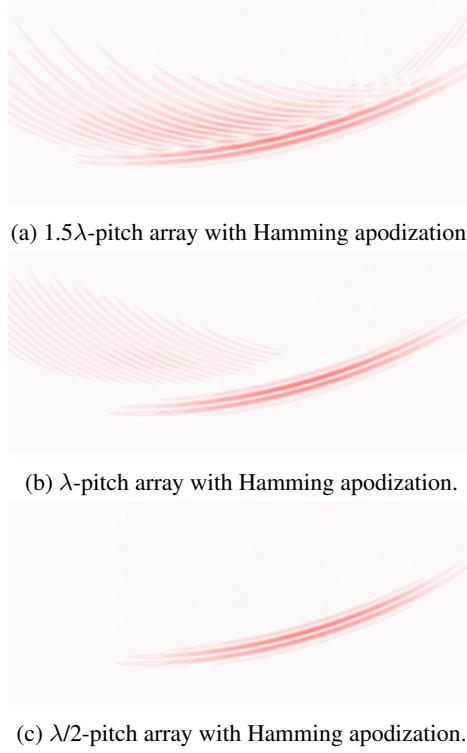 (a) 1.5λ-pitch array with Hamming apodization
(b) λ-pitch array with Hamming apodization.
(c) λ/2-pitch array with Hamming apodization.